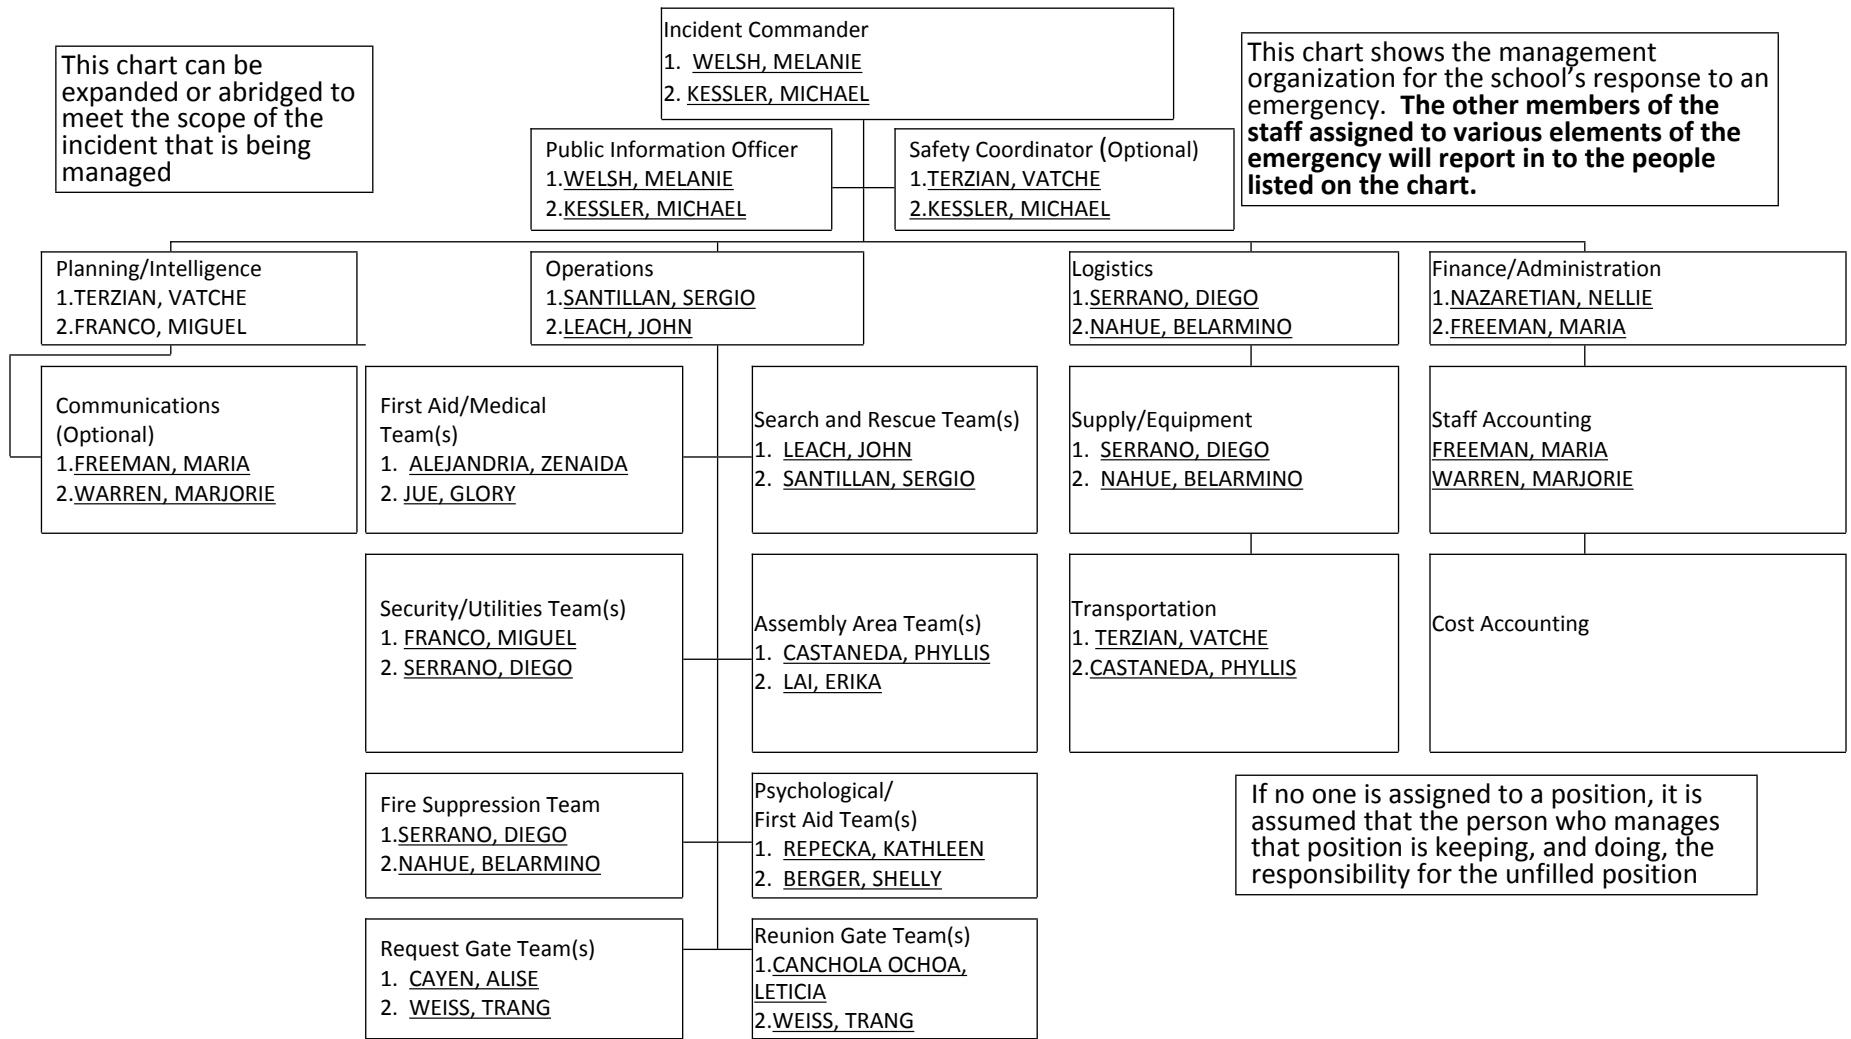 Incident Commander
1. WELSH, MELANIE
2. KESSLER, MICHAEL
This chart can be
expanded or abridged to
meet the scope of the
incident that is being
managed
This chart shows the management
organization for the school's response to an
emergency. The other members of the
staff assigned to various elements of the
emergency will report in to the people
listed on the chart.
Public Information Officer
1.WELSH, MELANIE
2.KESSLER, MICHAEL
Safety Coordinator (Optional)
1.TERZIAN, VATCHE
2.KESSLER, MICHAEL
Planning/Intelligence
1.TERZIAN, VATCHE
2.FRANCO, MIGUEL
Operations
1.SANTILLAN, SERGIO
2.LEACH, JOHN
Logistics
1.SERRANO, DIEGO
2.NAHUE, BELARMINO
Finance/Administration
1.NAZARETIAN, NELLIE
2.FREEMAN, MARIA
Communications
(Optional)
1.FREEMAN, MARIA
2.WARREN, MARJORIE
First Aid/Medical
Team(s)
1. ALEJANDRIA, ZENAIDA
2. JUE, GLORY
Search and Rescue Team(s)
1. LEACH, JOHN
2. SANTILLAN, SERGIO
Supply/Equipment
1. SERRANO, DIEGO
2. NAHUE, BELARMINO
Staff Accounting
FREEMAN, MARIA
WARREN, MARJORIE
Security/Utilities Team(s)
1. FRANCO, MIGUEL
2. SERRANO, DIEGO
Assembly Area Team(s)
1. CASTANEDA, PHYLLIS
2. LAI, ERIKA
Transportation
1. TERZIAN, VATCHE
2.CASTANEDA, PHYLLIS
Cost Accounting
Fire Suppression Team
1.SERRANO, DIEGO
2.NAHUE, BELARMINO
Psychological/
First Aid Team(s)
1. REPECKA, KATHLEEN
2. BERGER, SHELLY
If no one is assigned to a position, it is
assumed that the person who manages
that position is keeping, and doing, the
responsibility for the unfilled position
Request Gate Team(s)
1. CAYEN, ALISE
2. WEISS, TRANG
Reunion Gate Team(s)
1.CANCHOLA OCHOA,
LETICIA
2.WEISS, TRANG